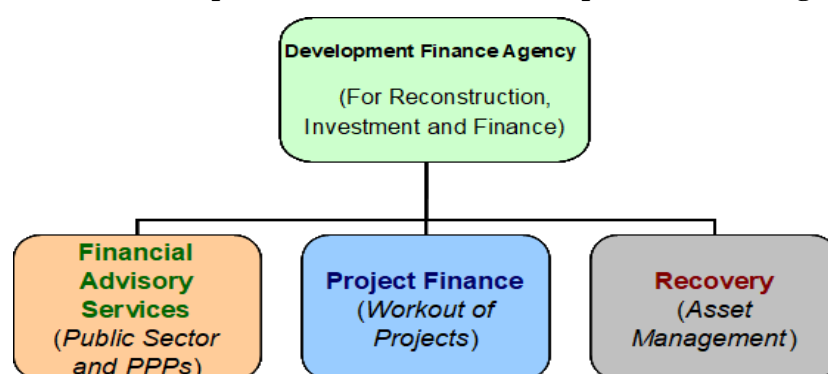 Development Finance Agency
(For Reconstruction,
Investment and Finance)
Financial
Advisory
Services
(Public Sector
and PPPs)
Project Finance
(Workout of
Projects)
Recovery
(Asset
Management)